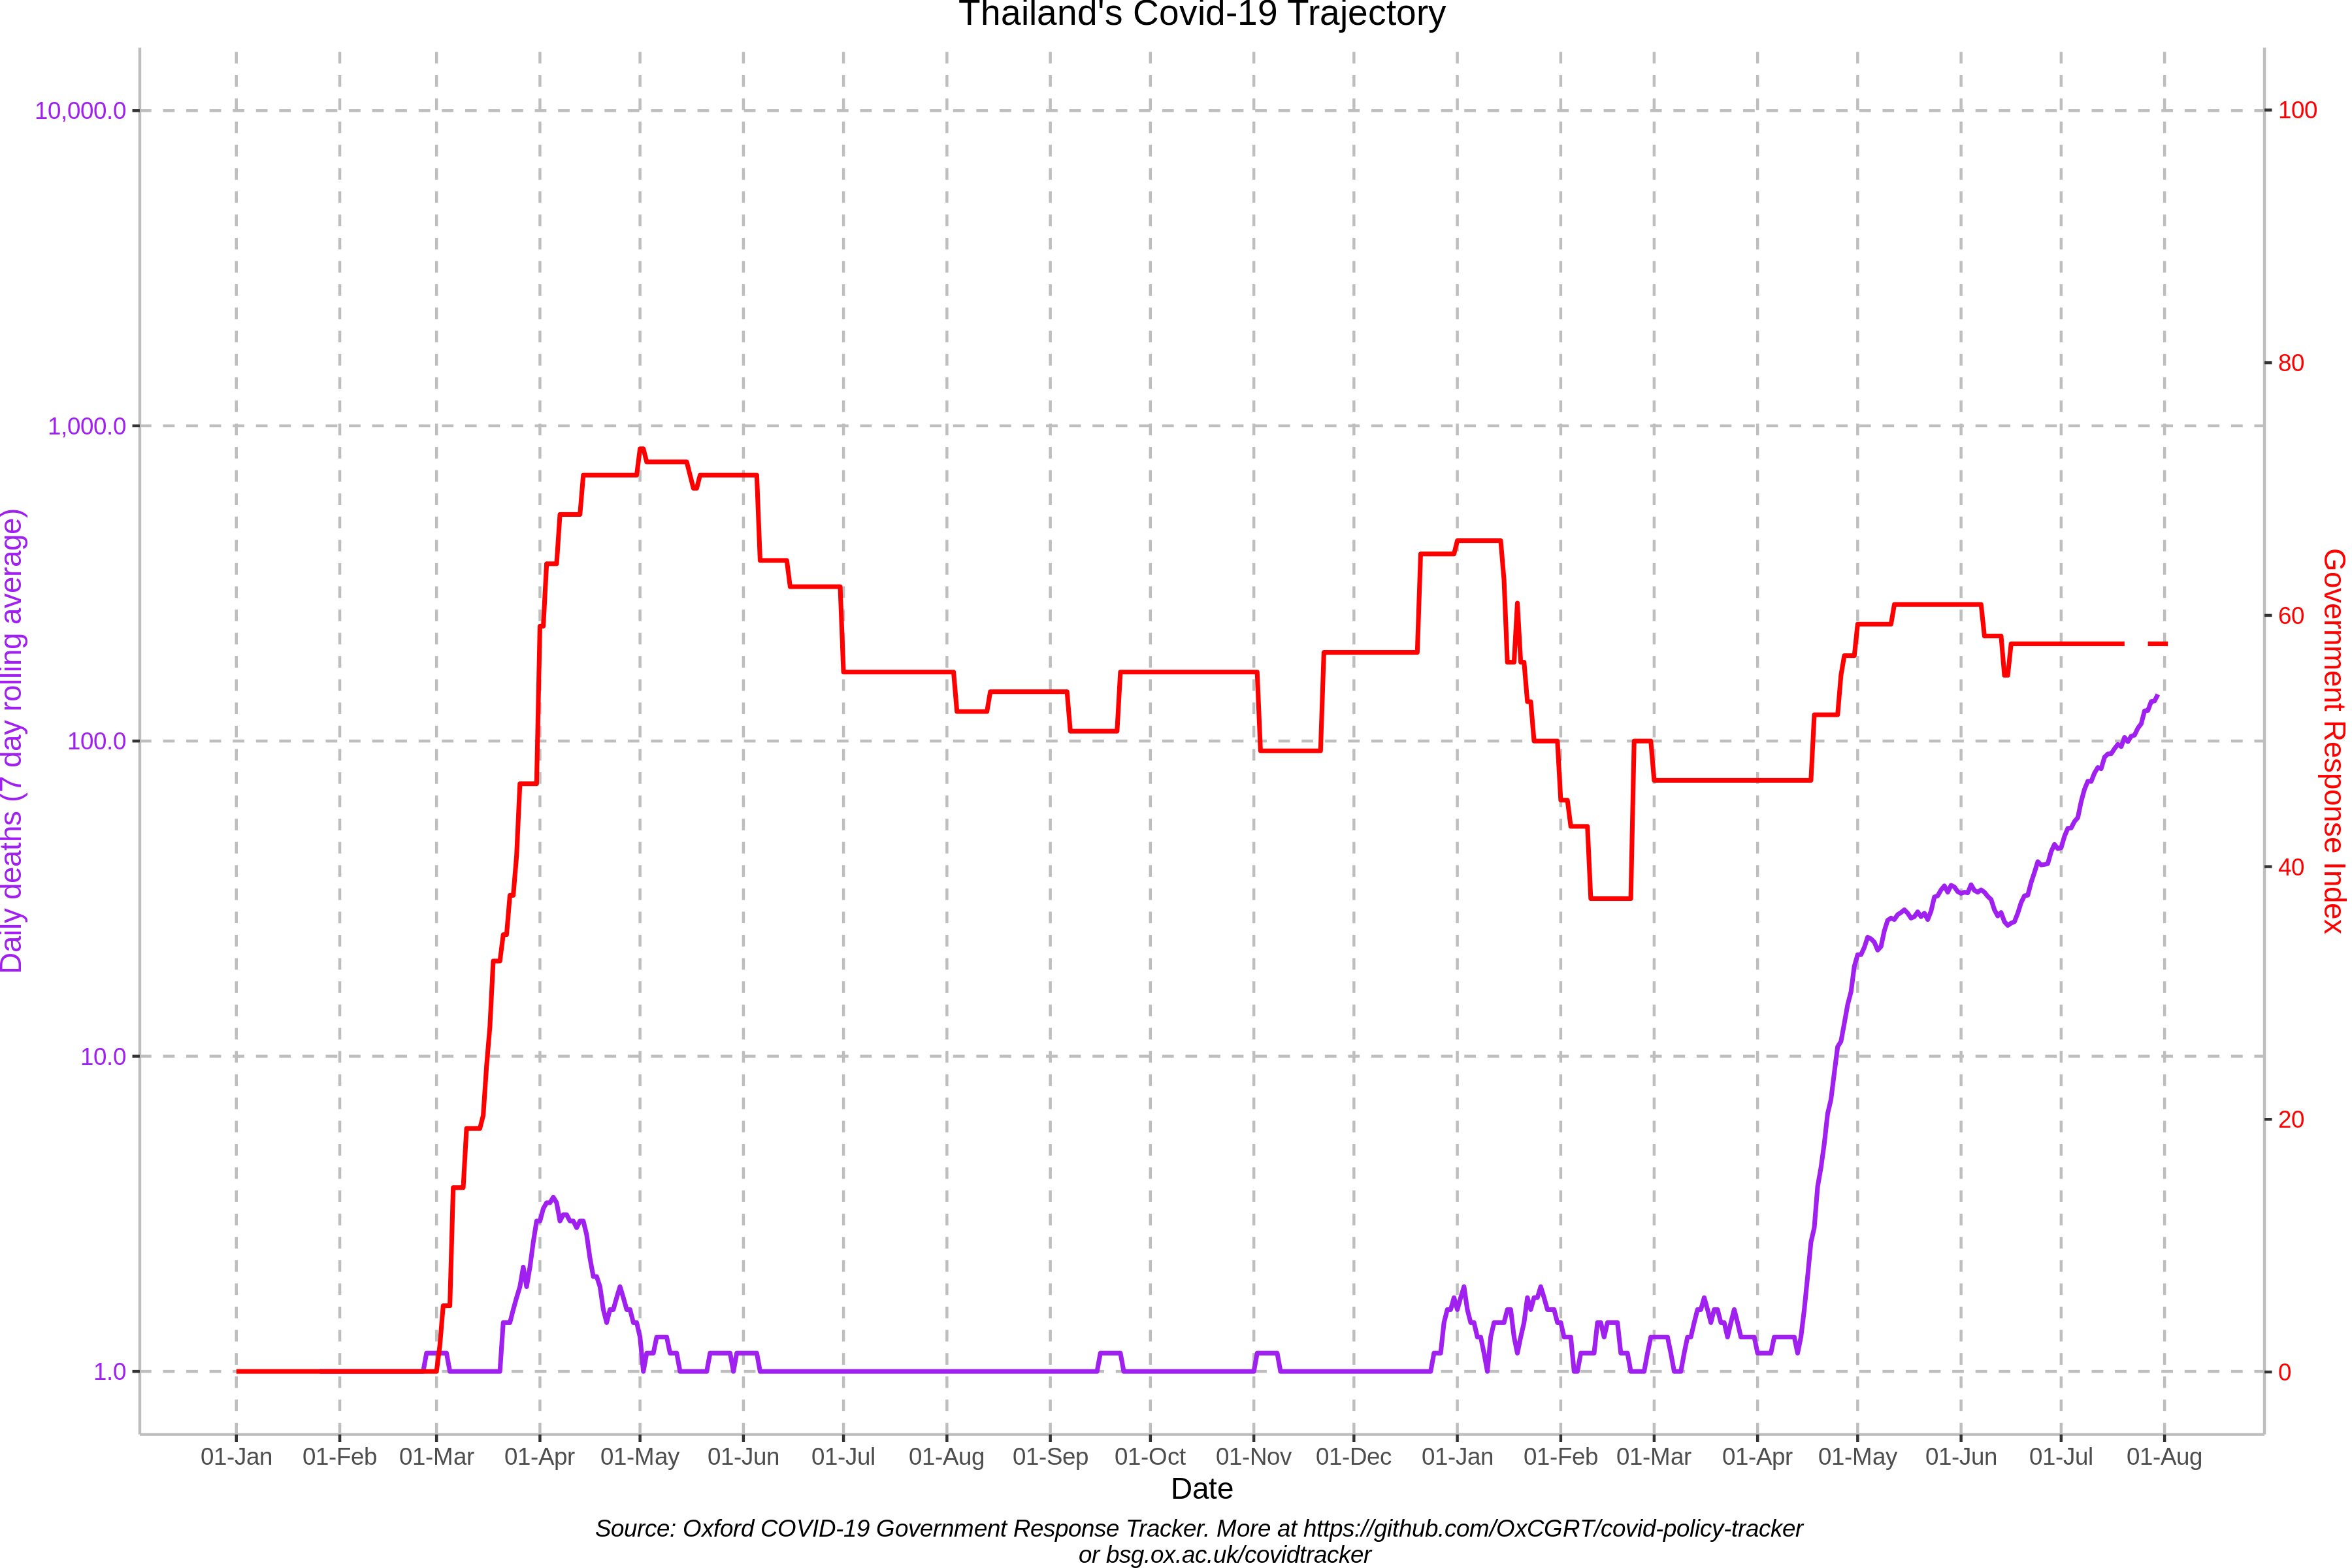 Thailand's Covid-19 Trajectory
10,000.0
1,000.0
100.0
10.0
1.0
Daily deaths (7 day rolling average)
100
80
60
40
20
0
Government Response Index
01-Jan 01-Feb 01-Mar 01-Apr 01-May 01-Jun 01-Jul 01-Aug 01-Sep 01-Oct 01-Nov 01-Dec 01-Jan 01-Feb 01-Mar 01-Apr 01-May 01-Jun 01-Jul 01-Aug
Date
Source: Oxford COVID-19 Government Response Tracker. More at https://github.com/OxCGRT/covid-policy-tracker
or bsg.ox.ac.uk/covidtracker